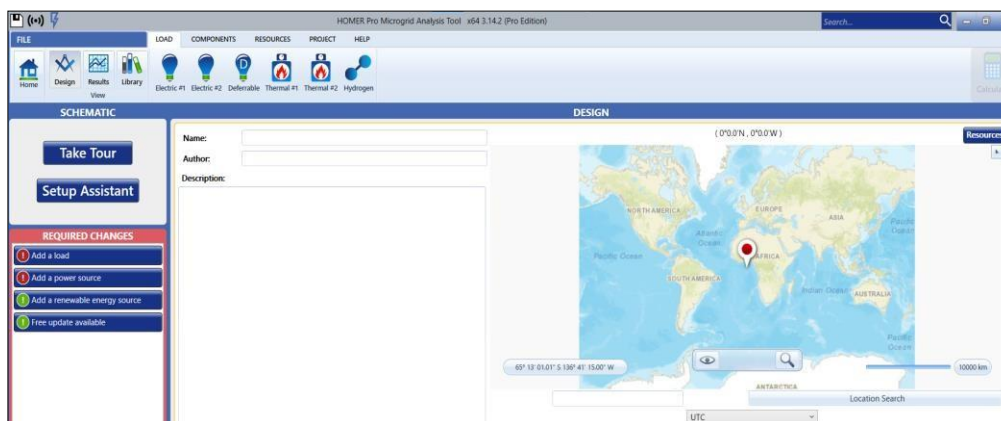 HOMER Pro Microgrid Analysis Tool x64 3.14.2 (Pro Edition)
Search...
FILE
LOAD COMPONENTS RESOURCES PROJECT HELP
Home
Design Results Library
View
Electric #1 Electric #2 Deferrable Thermal #1 Thermal #2 Hydrogen
D
SCHEMATIC
DESIGN
Take Tour
Setup Assistant
REQUIRED CHANGES
Add a load
Add a power source
Add a renewable energy source
Free update available
Name:
Author:
Description:
( 0°0.0'N , 0°0.0'W )
Resources
NORTH AMERICA
EUROPE
ASIA
Atlantic
Ocean
Pacific Ocean
AFRICA
Pacific
Ocean
SOUTH AMERICA
Indian Ocean
AUSTRALIA
Pacific
Ocean
65° 13' 01.01" S 136° 41' 15.00" W
10000 km
ANTARCTICA
Location Search
UTC